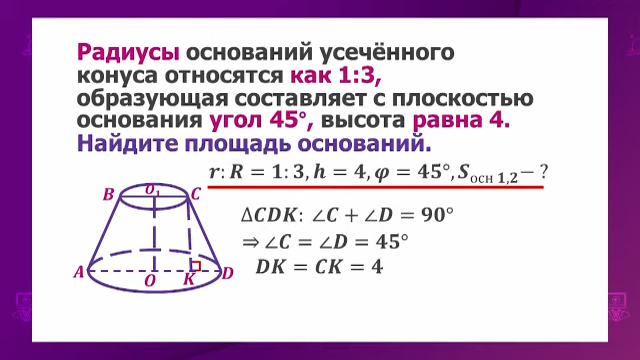 Радиусы оснований усечённого
конуса относятся как 1:3,
образующая составляет с плоскостью
основания угол 45°, высота равна 4.
Найдите площадь оснований.
r: R = 1: 3, h = 4, φ = 45°, Sосн 1,2 − ?
B O₁ C
ΔCDK: ∠C + ∠D = 90°
⇒ ∠C = ∠D = 45°
DK = CK = 4
A O K D